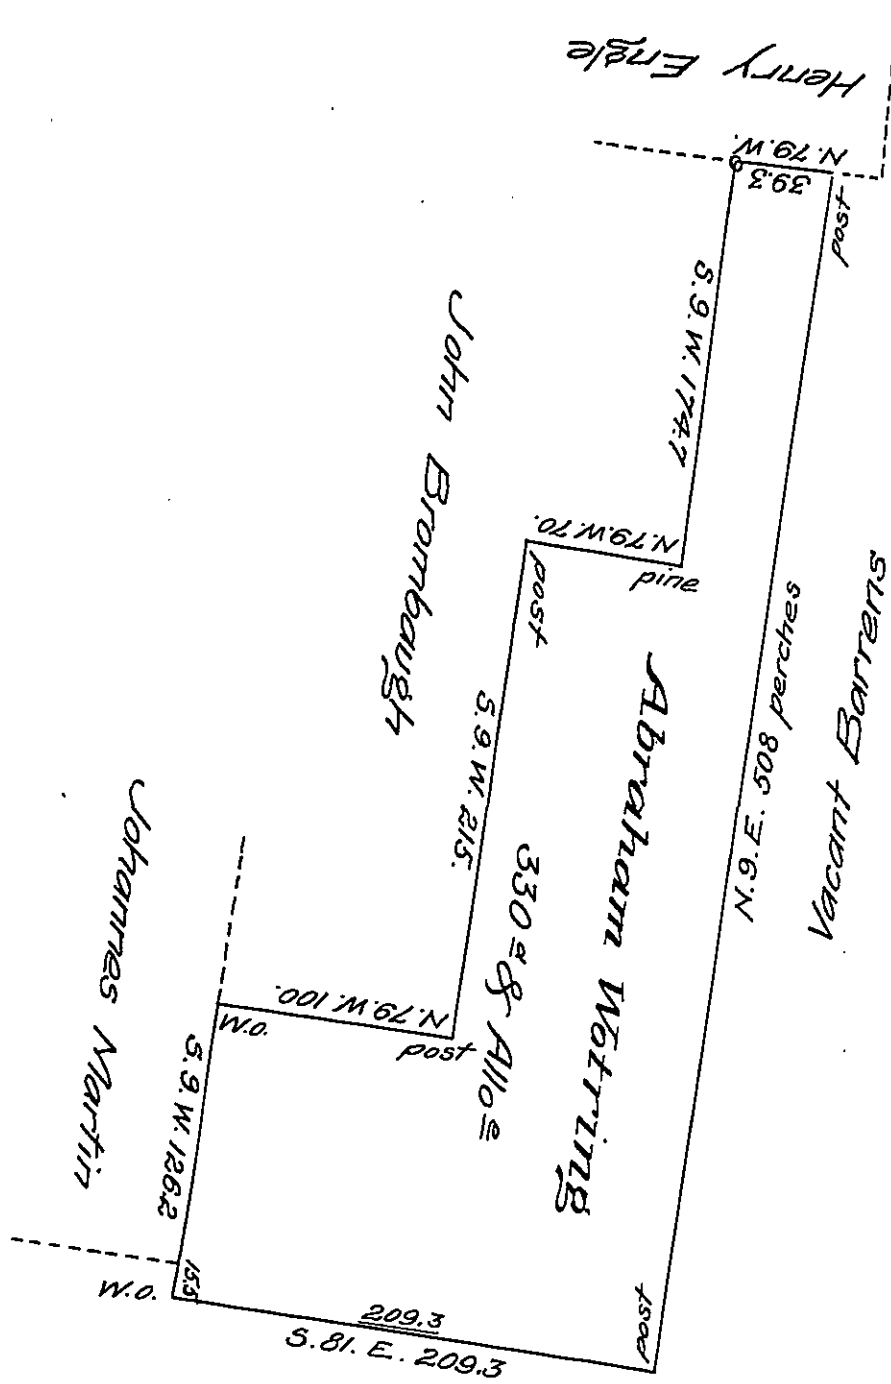 Henry Engle
N.79.W.
39.3
post
S.9.W.174.7
John Brombaugh
N.79.W.70.
pine
post
N.9.E. 508 perches
Vacant Barrens
Abraham Wotring
330ª & Alloᵉ
S.9.W. 215.
Johannes Martin
N.79.W.100.
W.O.
post
S.9.W.126.2
15.5
W.O.
209.3
S.81.E. 209.3
post